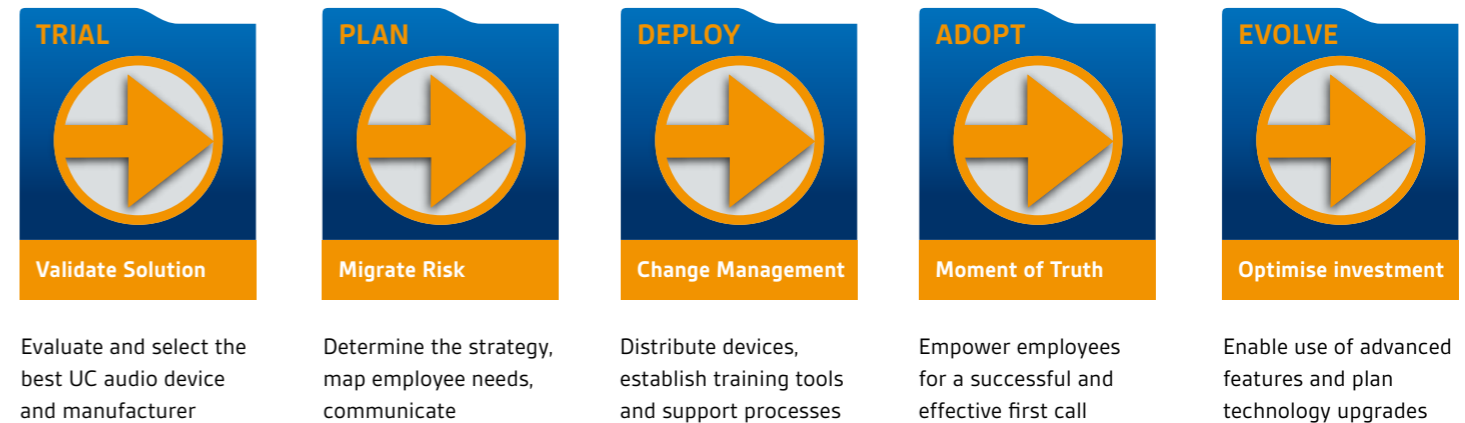 TRIAL
Validate Solution
Evaluate and select the
best UC audio device
and manufacturer
PLAN
Migrate Risk
Determine the strategy,
map employee needs,
communicate
DEPLOY
Change Management
Distribute devices,
establish training tools
and support processes
ADOPT
Moment of Truth
Empower employees
for a successful and
effective first call
EVOLVE
Optimise investment
Enable use of advanced
features and plan
technology upgrades